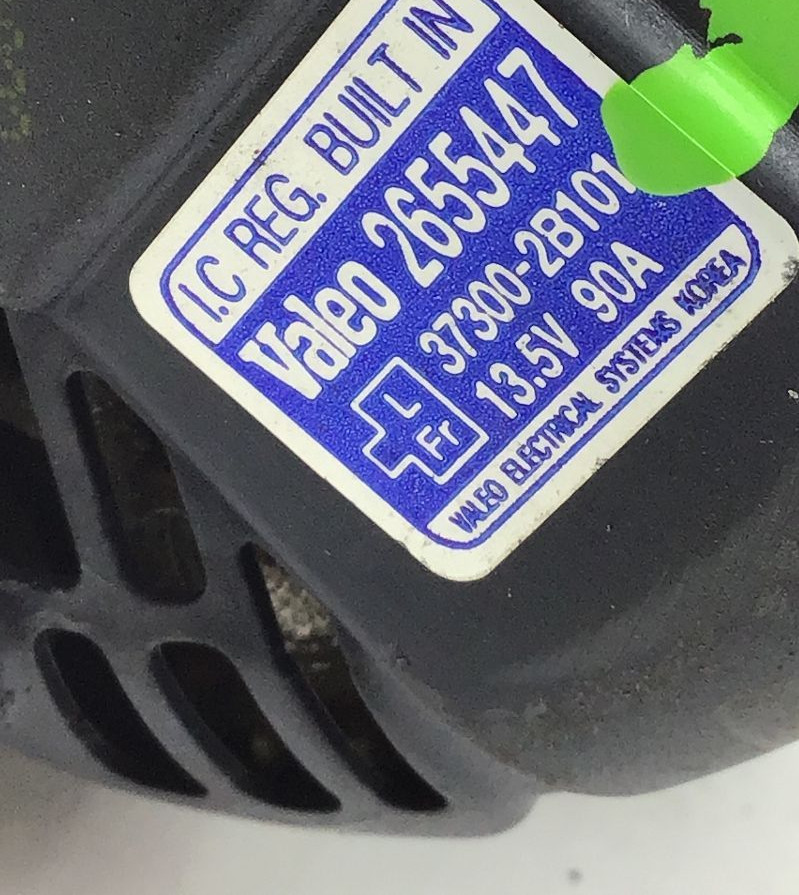 I.C REG. BUILT IN
Valeo 2655447
37300-2B101
13.5V 90A
L
Fr
VALEO ELECTRICAL SYSTEMS KOREA